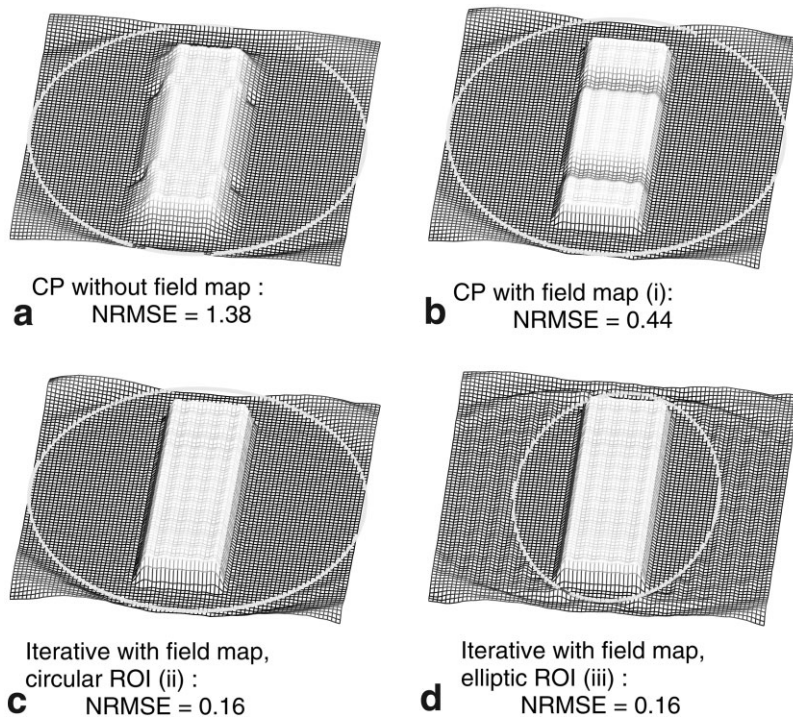 CP without field map :
a NRMSE = 1.38
CP with field map (i):
b NRMSE = 0.44
Iterative with field map,
circular ROI (ii) :
c NRMSE = 0.16
Iterative with field map,
elliptic ROI (iii) :
d NRMSE = 0.16